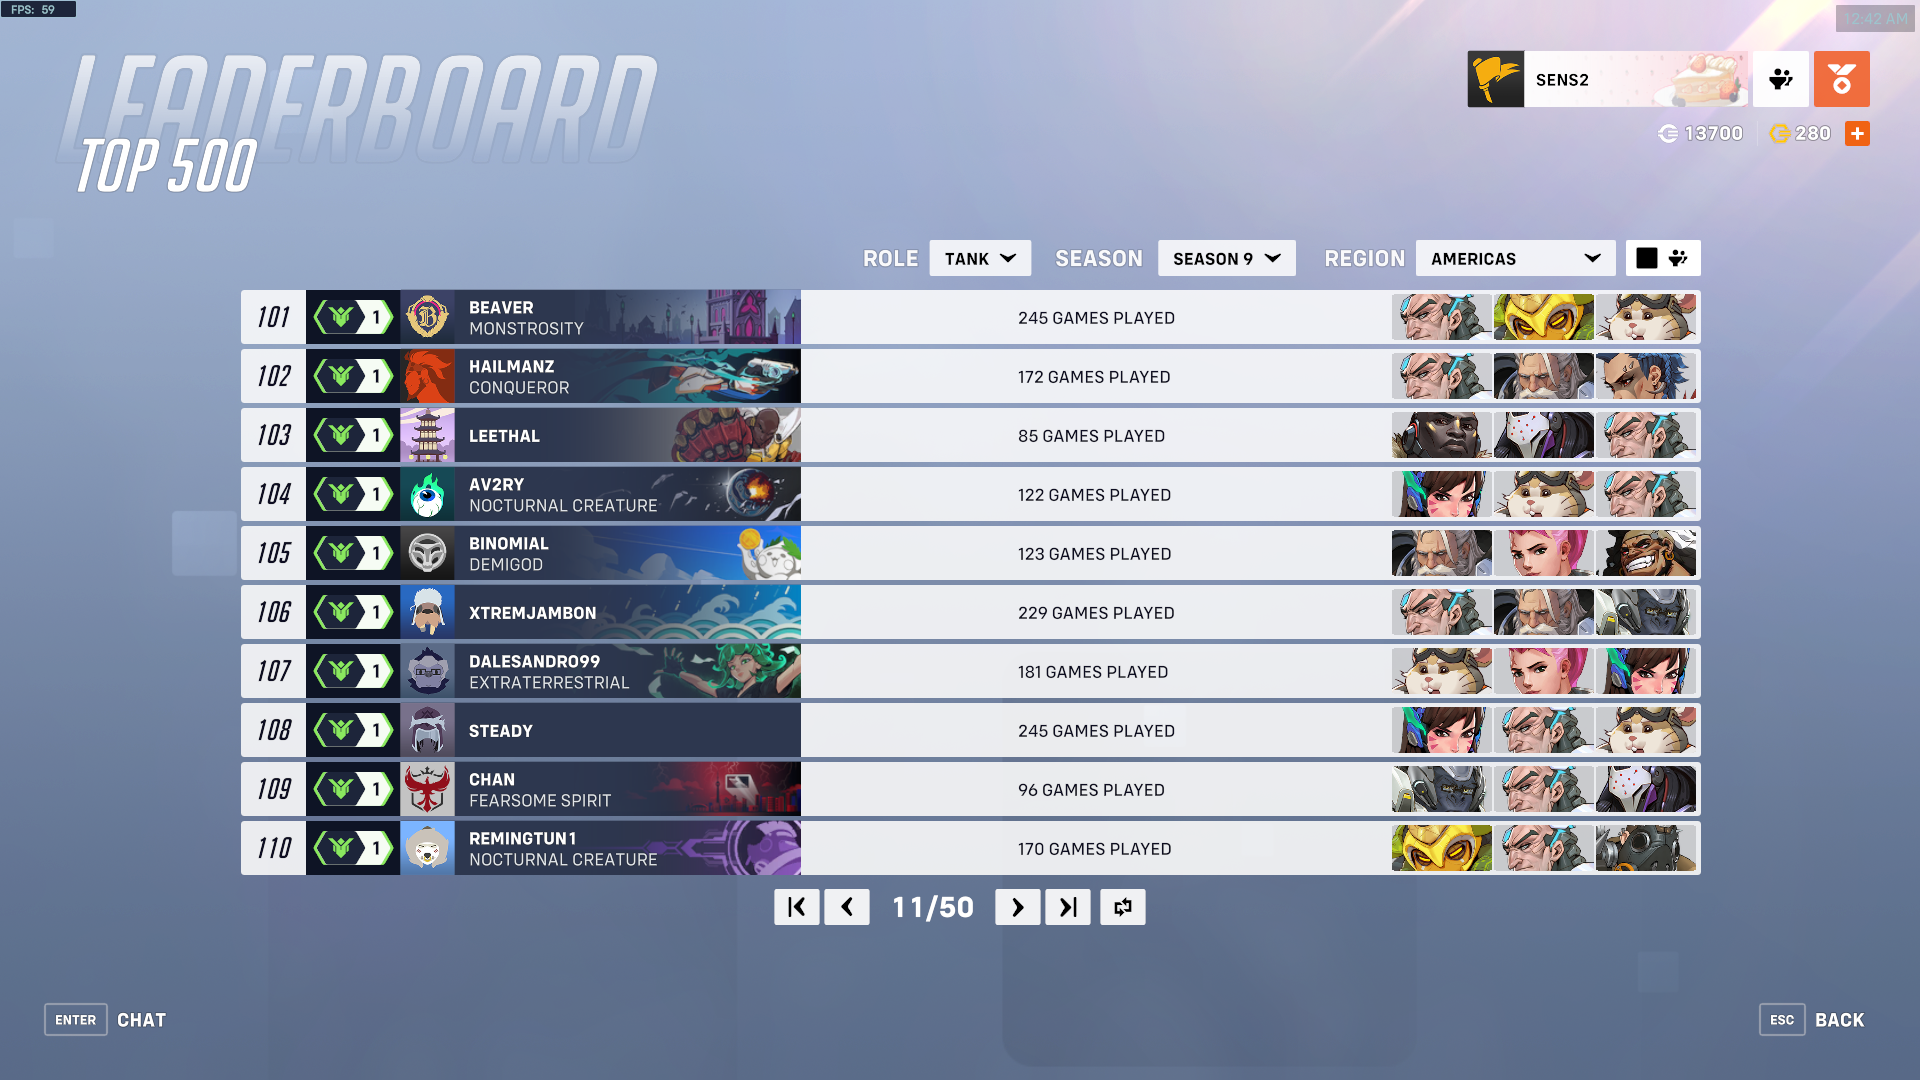 FPS: 59
12:42 AM
LEADERBOARD
TOP 500
SENS2
13700
280
ROLE
TANK
SEASON
SEASON 9
REGION
AMERICAS
101
1
BEAVER
MONSTROSITY
245 GAMES PLAYED
102
1
HAILMANZ
CONQUEROR
172 GAMES PLAYED
103
1
LEETHAL
85 GAMES PLAYED
104
1
AV2RY
NOCTURNAL CREATURE
122 GAMES PLAYED
105
1
BINOMIAL
DEMIGOD
123 GAMES PLAYED
106
1
XTREMJAMBON
229 GAMES PLAYED
107
1
DALESANDRO99
EXTRATERRESTRIAL
181 GAMES PLAYED
108
1
STEADY
245 GAMES PLAYED
109
1
CHAN
FEARSOME SPIRIT
96 GAMES PLAYED
110
1
REMINGTUN1
NOCTURNAL CREATURE
170 GAMES PLAYED
11/50
ENTER CHAT
ESC BACK